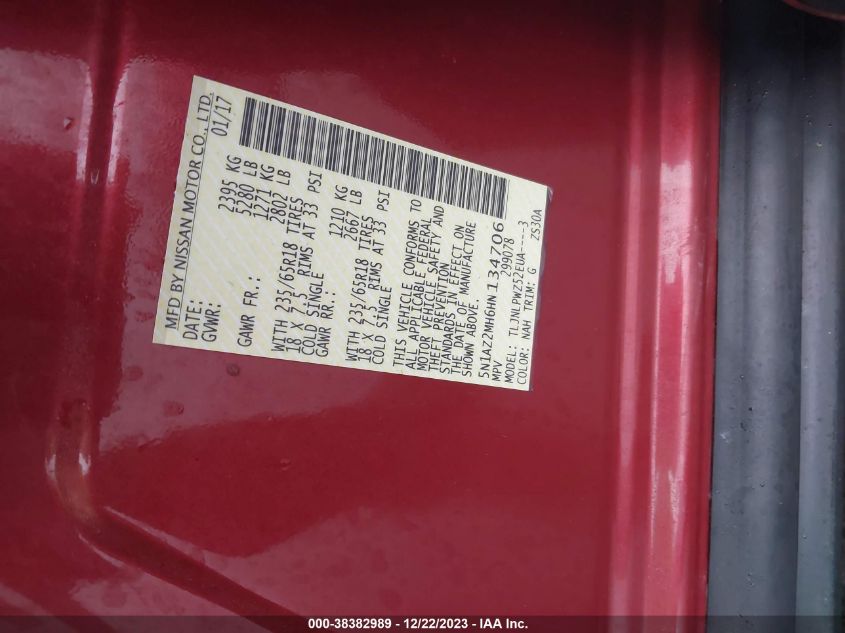 MFD BY NISSAN MOTOR CO., LTD.
DATE: 01/17
GVWR: 2395 KG
5280 LB
GAWR FR.: 1271 KG
2802 LB
WITH 235/65R18 TIRES
18 X 7.5 RIMS AT 33 PSI
COLD SINGLE
GAWR RR.: 1210 KG
2667 LB
WITH 235/65R18 TIRES
18 X 7.5 RIMS AT 33 PSI
COLD SINGLE
THIS VEHICLE CONFORMS TO
ALL APPLICABLE FEDERAL
MOTOR VEHICLE SAFETY AND
THEFT PREVENTION
STANDARDS IN EFFECT ON
THE DATE OF MANUFACTURE
SHOWN ABOVE.
5N1AZ2MH6HN134706
MPV 299078
MODEL: TLJNLPWZ52EUA----3
COLOR: NAH TRIM: G Z53DA
000-38382989 - 12/22/2023 - IAA Inc.